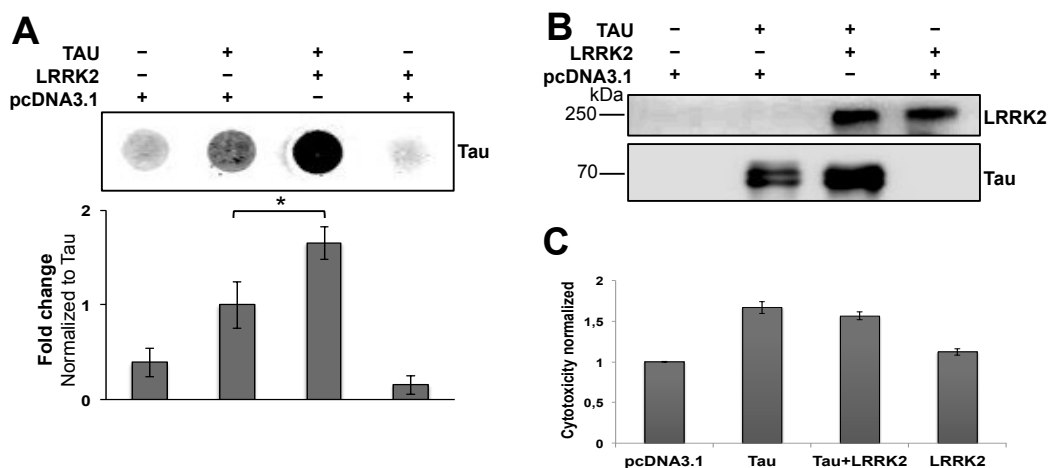 A
TAU – + + –
LRRK2 – – + +
pcDNA3.1 + + – +
Tau
*
2
1
0
Fold change
Normalized to Tau
B
TAU – + + –
LRRK2 – – + +
pcDNA3.1 + + – +
kDa
250
LRRK2
70
Tau
C
2
1,5
1
0,5
0
Cytotoxicity normalized
pcDNA3.1 Tau Tau+LRRK2 LRRK2